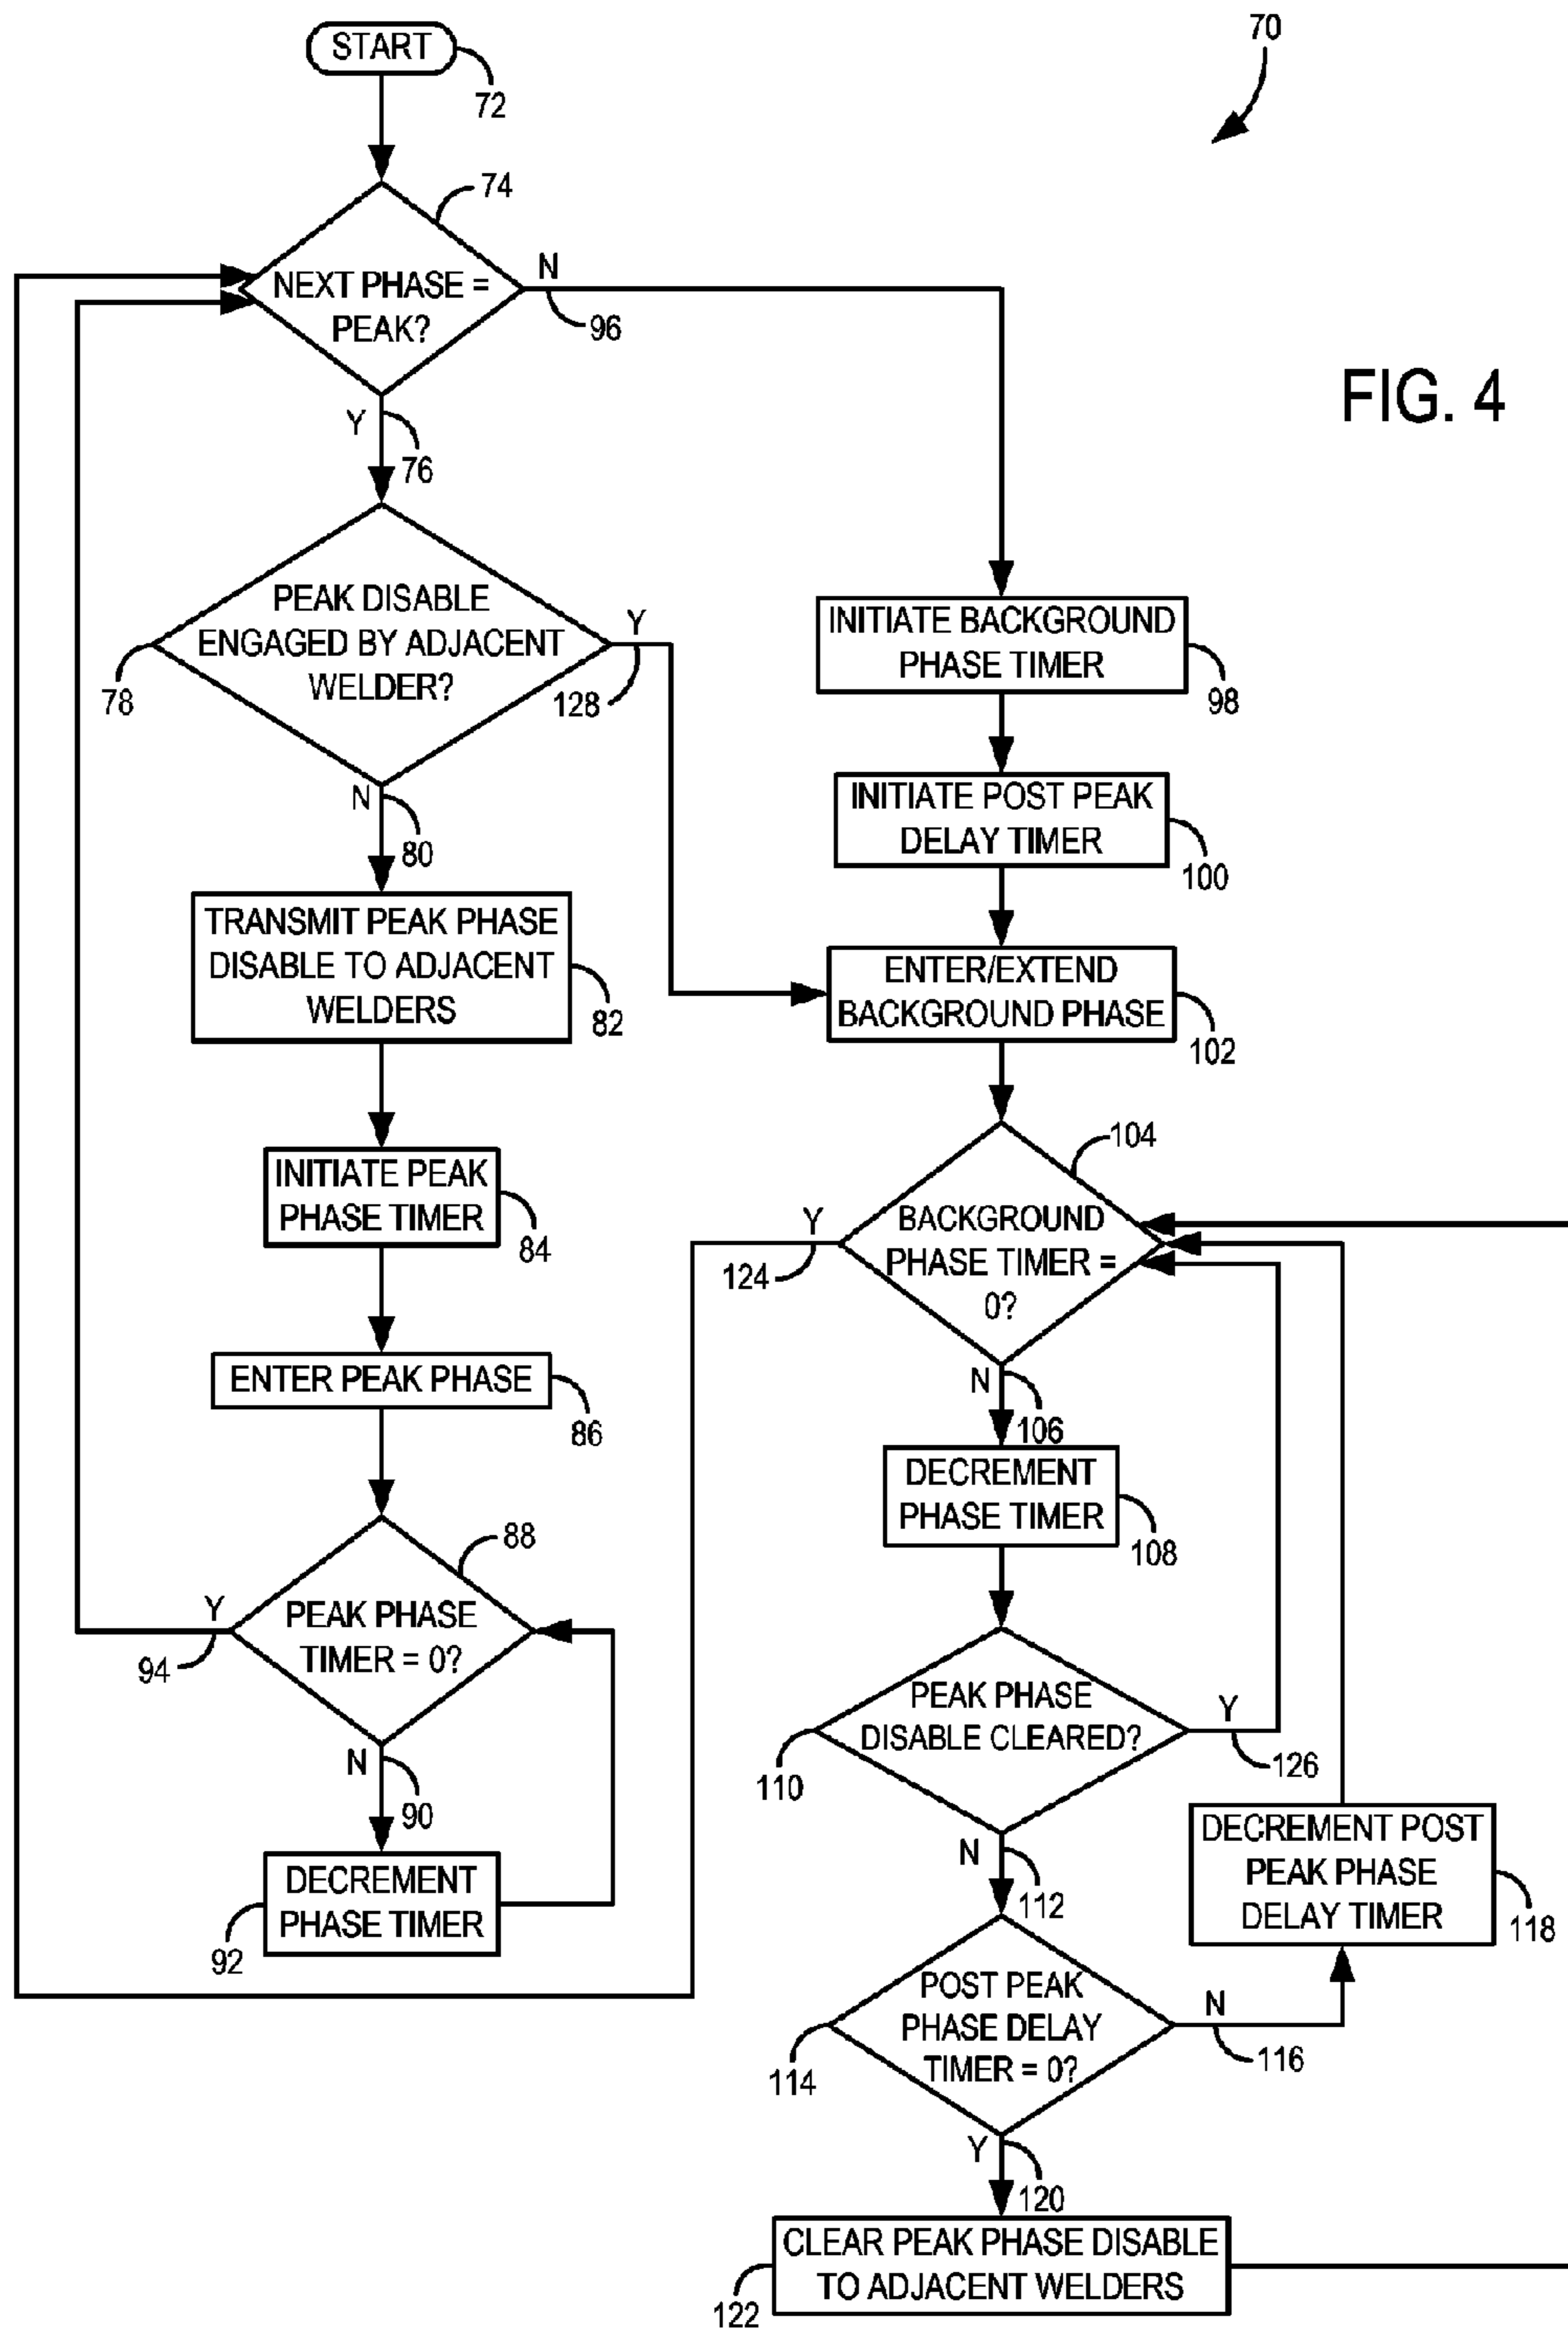 START
72
70
74
NEXT PHASE =
PEAK?
N
96
Y
76
FIG. 4
PEAK DISABLE
ENGAGED BY ADJACENT
WELDER?
78
Y
128
N
80
TRANSMIT PEAK PHASE
DISABLE TO ADJACENT
WELDERS
82
INITIATE PEAK
PHASE TIMER
84
ENTER PEAK PHASE
86
88
PEAK PHASE
TIMER = 0?
Y
94
N
90
DECREMENT
PHASE TIMER
92
INITIATE BACKGROUND
PHASE TIMER
98
INITIATE POST PEAK
DELAY TIMER
100
ENTER/EXTEND
BACKGROUND PHASE
102
104
BACKGROUND
PHASE TIMER =
0?
Y
124
N
106
DECREMENT
PHASE TIMER
108
PEAK PHASE
DISABLE CLEARED?
110
Y
126
N
112
DECREMENT POST
PEAK PHASE
DELAY TIMER
118
POST PEAK
PHASE DELAY
TIMER = 0?
114
N
116
Y
120
CLEAR PEAK PHASE DISABLE
TO ADJACENT WELDERS
122